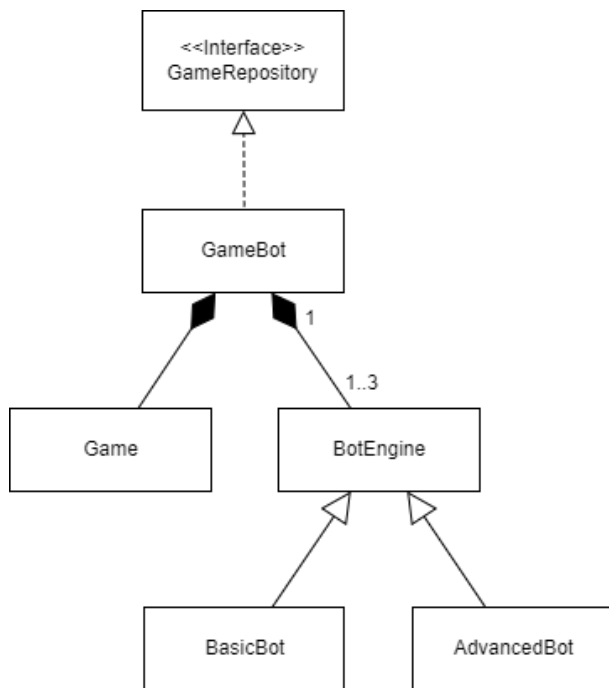 <<Interface>>
GameRepository
GameBot
1
1..3
Game
BotEngine
BasicBot
AdvancedBot